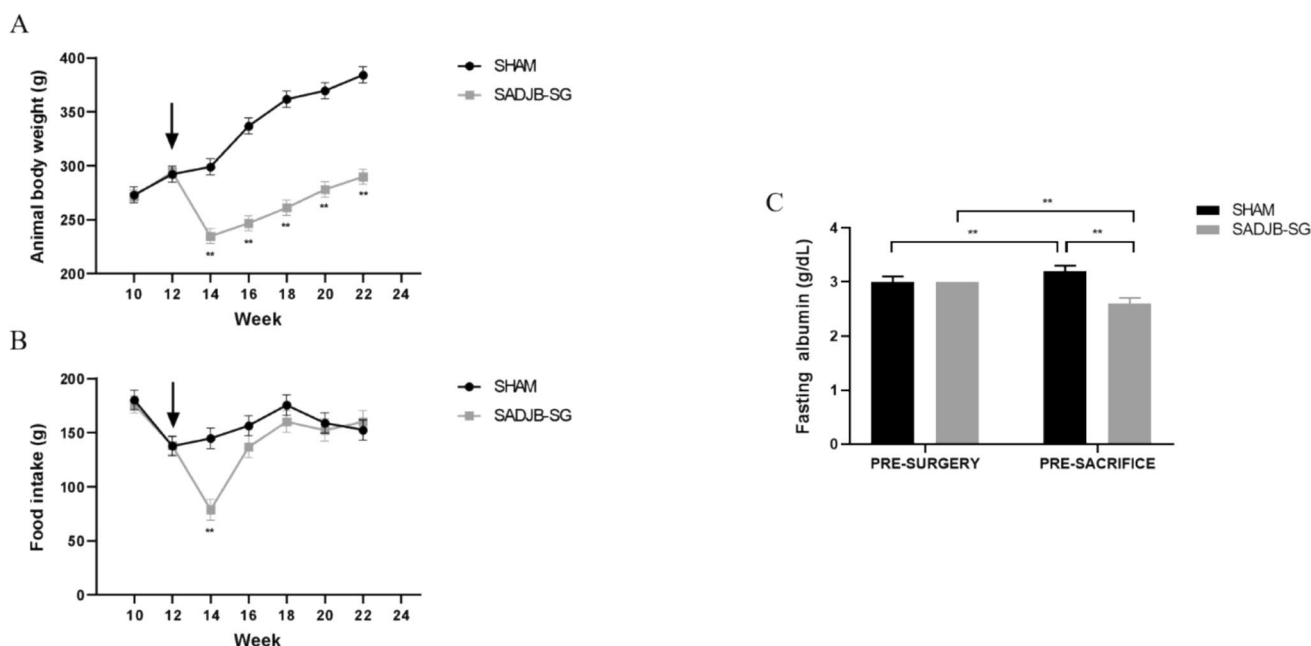 A
Animal body weight (g)
400
350
300
250
200
** ** ** ** **
10 12 14 16 18 20 22 24
Week
SHAM
SADJB-SG
B
Food intake (g)
200
150
100
50
0
**
10 12 14 16 18 20 22 24
Week
SHAM
SADJB-SG
C
Fasting albumin (g/dL)
4
3
2
1
0
**
** **
PRE-SURGERY PRE-SACRIFICE
SHAM
SADJB-SG